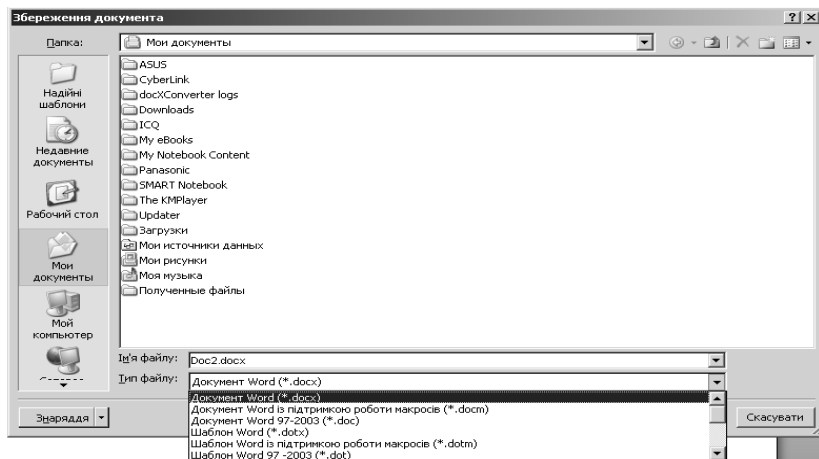 Збереження документа
Папка:
Мои документы
Надійні
шаблони
Недавние
документы
Рабочий стол
Мои
документы
Мой
компьютер
ASUS
CyberLink
docXConverter logs
Downloads
ICQ
My eBooks
My Notebook Content
Panasonic
SMART Notebook
The KMPlayer
Updater
Загрузки
Мои источники данных
Мои рисунки
Моя музыка
Полученные файлы
Ім'я файлу:
Doc2.docx
Тип файлу:
Документ Word (*.docx)
Документ Word (*.docx)
Документ Word із підтримкою роботи макросів (*.docm)
Документ Word 97-2003 (*.doc)
Шаблон Word (*.dotx)
Шаблон Word із підтримкою роботи макросів (*.dotm)
Шаблон Word 97 -2003 (*.dot)
Знаряддя
Скасувати